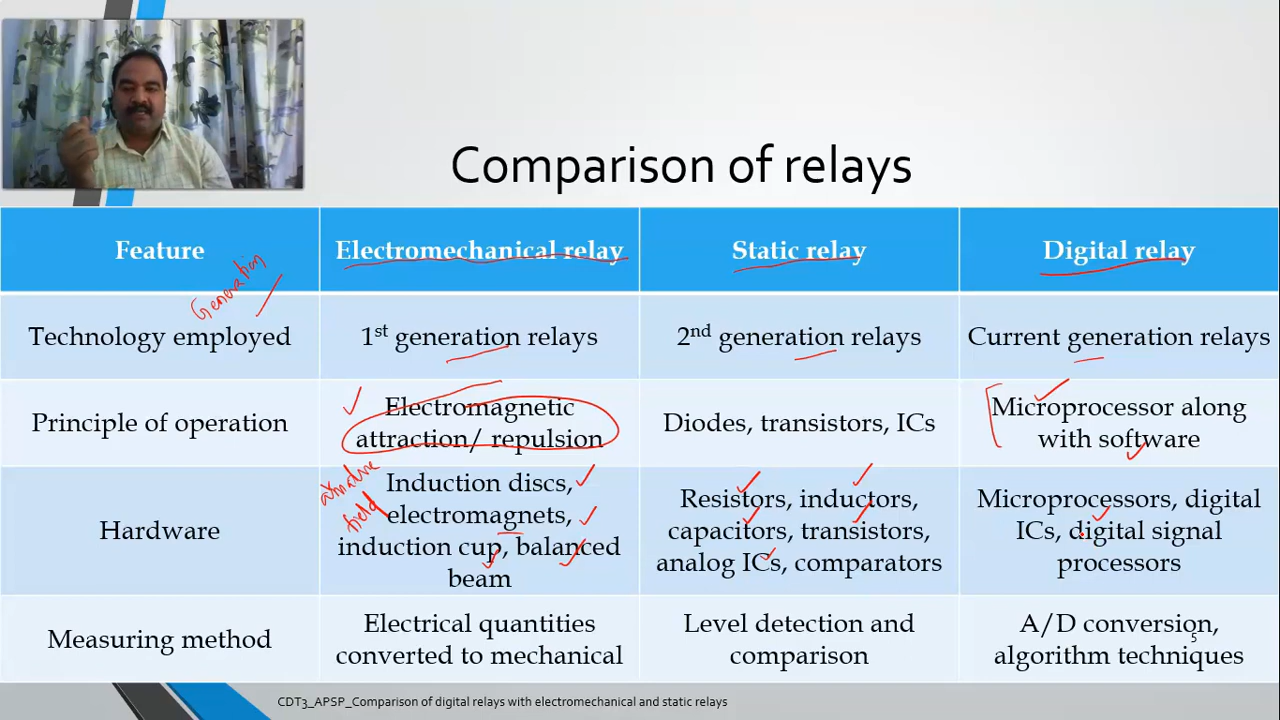 Comparison of relays
Feature
Electromechanical relay
Static relay
Digital relay
Generation
Technology employed
1st generation relays
2nd generation relays
Current generation relays
Principle of operation
Electromagnetic
attraction/ repulsion
Diodes, transistors, ICs
Microprocessor along
with software
Hardware
field
Induction discs,
electromagnets,
induction cup, balanced
beam
Resistors, inductors,
capacitors, transistors,
analog ICs, comparators
Microprocessors, digital
ICs, digital signal
processors
Measuring method
Electrical quantities
converted to mechanical
Level detection and
comparison
A/D conversion,
algorithm techniques
CDT3_APSP_Comparison of digital relays with electromechanical and static relays